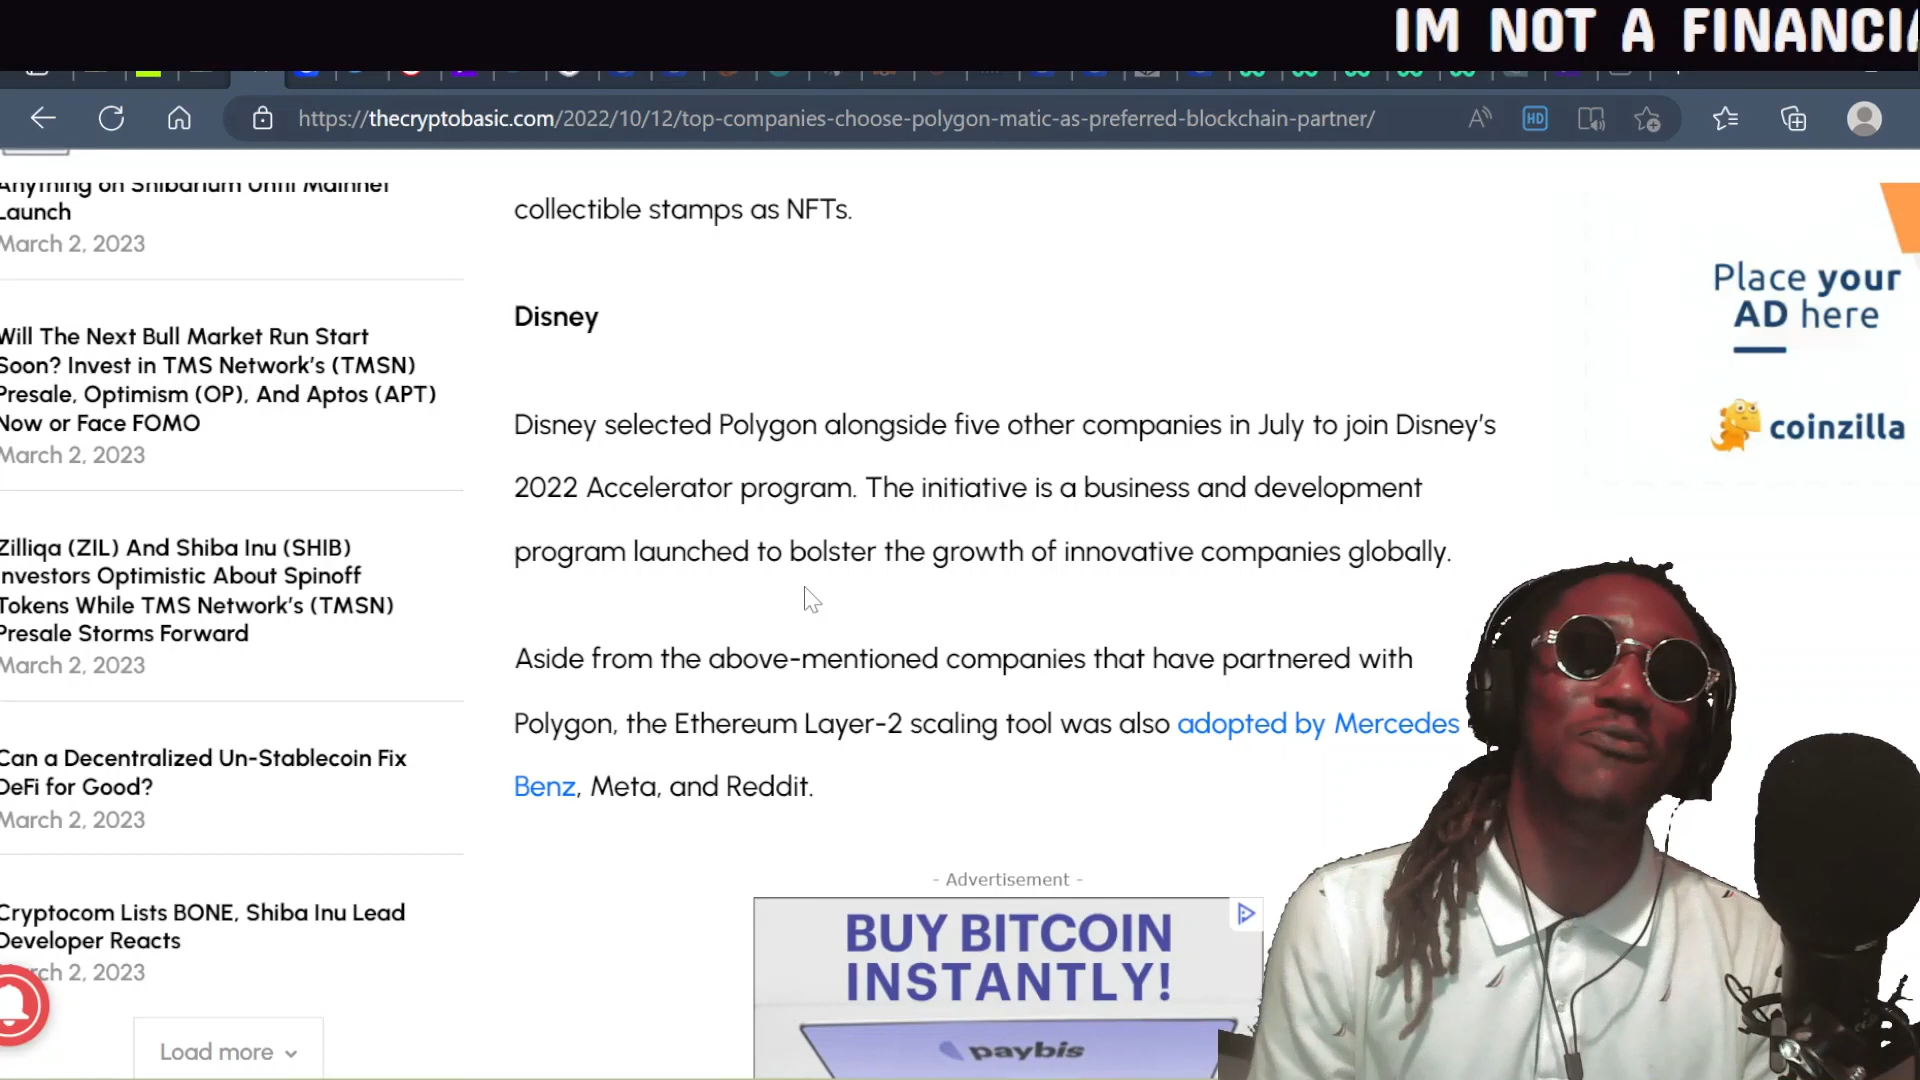 IM NOT A FINANCIA
https://thecryptobasic.com/2022/10/12/top-companies-choose-polygon-matic-as-preferred-blockchain-partner/
HD
Anything on Shibarium Until Mainnet
Launch
March 2, 2023
Will The Next Bull Market Run Start
Soon? Invest in TMS Network's (TMSN)
Presale, Optimism (OP), And Aptos (APT)
Now or Face FOMO
March 2, 2023
Zilliqa (ZIL) And Shiba Inu (SHIB)
Investors Optimistic About Spinoff
Tokens While TMS Network's (TMSN)
Presale Storms Forward
March 2, 2023
Can a Decentralized Un-Stablecoin Fix
DeFi for Good?
March 2, 2023
Cryptocom Lists BONE, Shiba Inu Lead
Developer Reacts
March 2, 2023
Load more
collectible stamps as NFTs.
Disney
Disney selected Polygon alongside five other companies in July to join Disney's
2022 Accelerator program. The initiative is a business and development
program launched to bolster the growth of innovative companies globally.
Aside from the above-mentioned companies that have partnered with
Polygon, the Ethereum Layer-2 scaling tool was also adopted by Mercedes
Benz, Meta, and Reddit.
- Advertisement -
BUY BITCOIN
INSTANTLY!
paybis
Place your
AD here
coinzilla